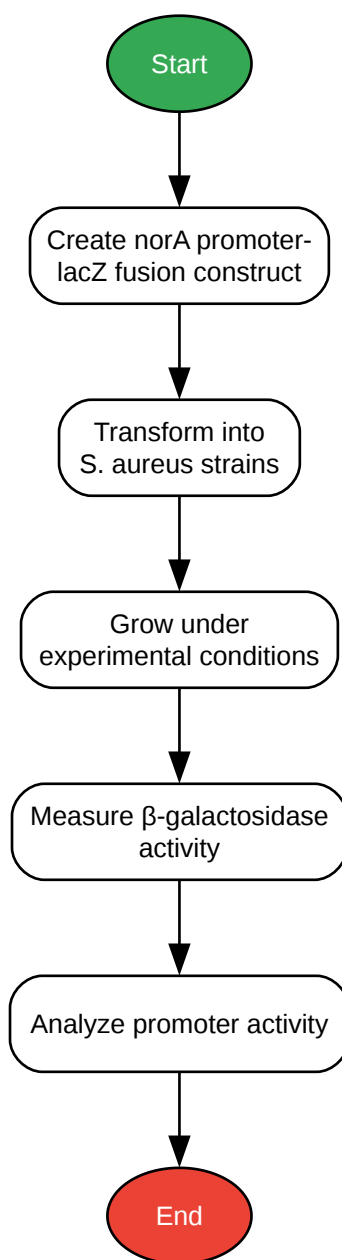 Start
Create norA promoter-
lacZ fusion construct
Transform into
S. aureus strains
Grow under
experimental conditions
Measure β-galactosidase
activity
Analyze promoter activity
End